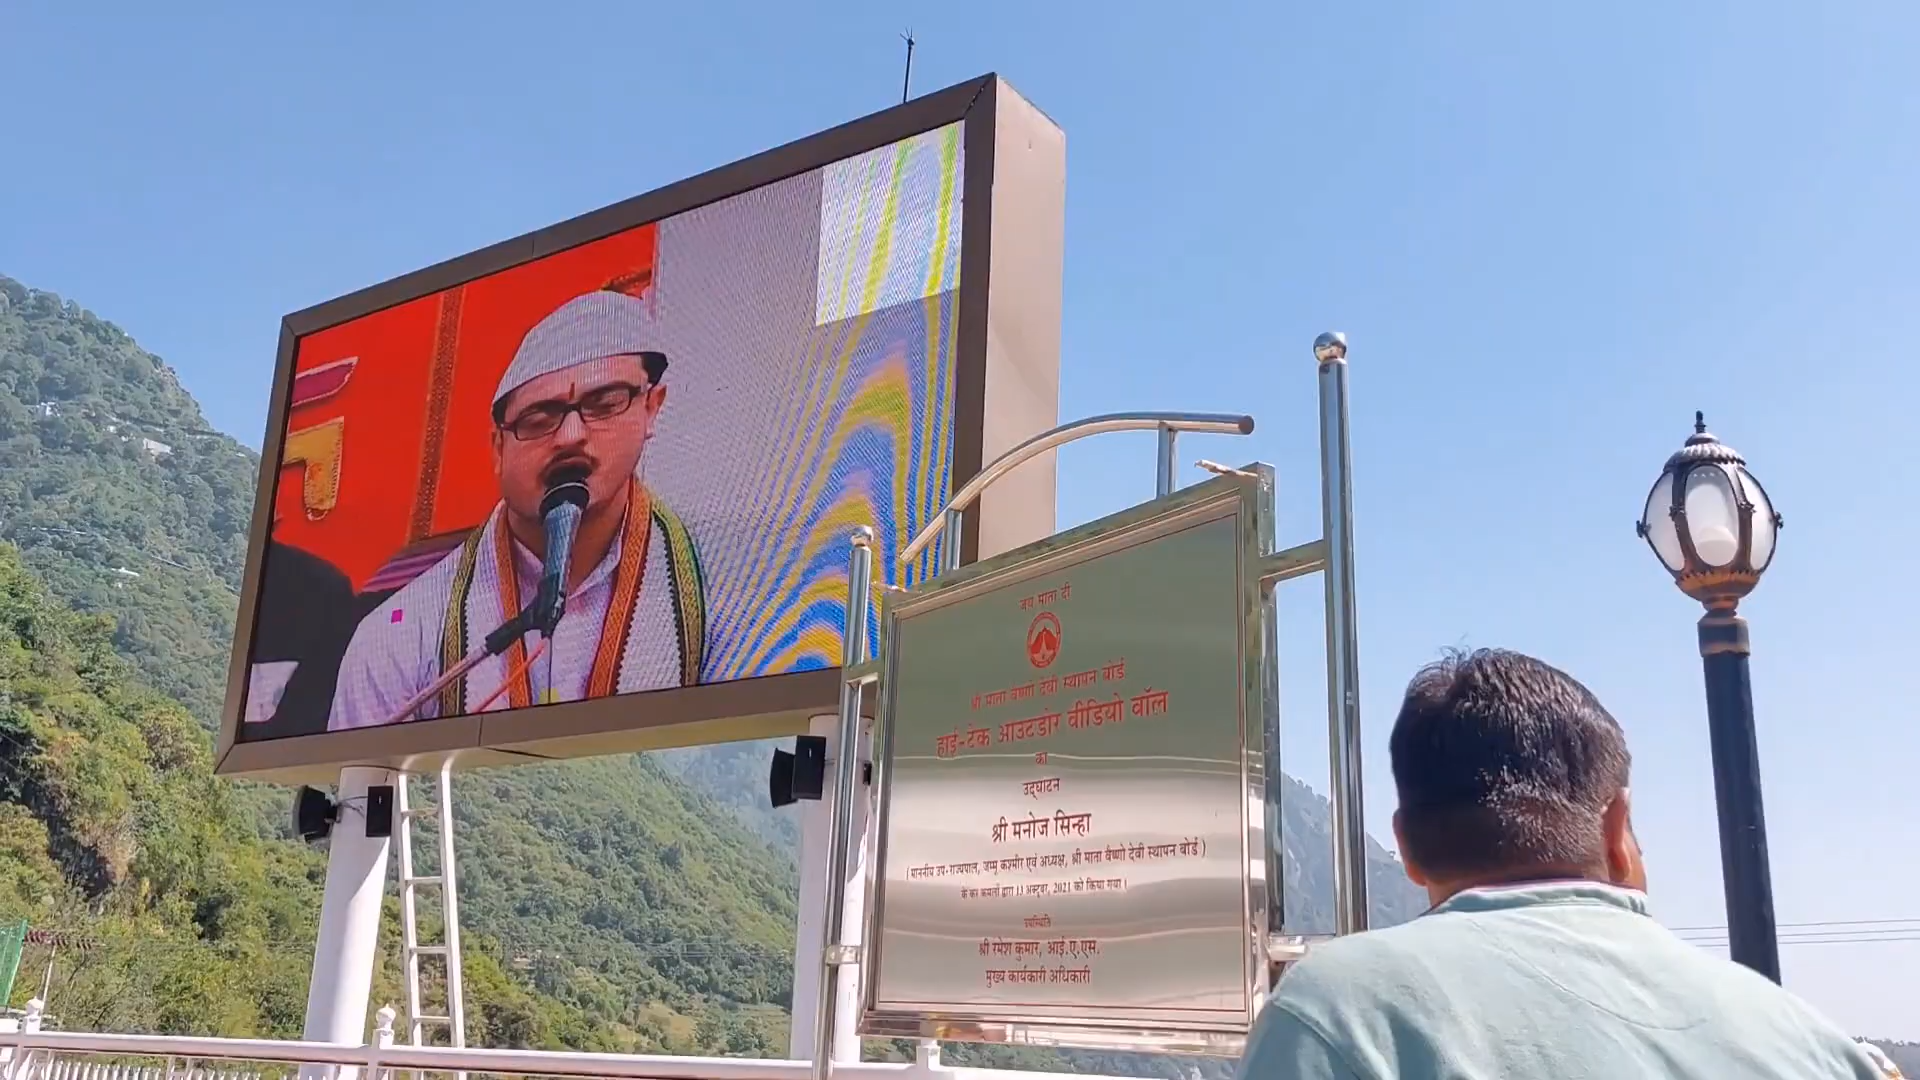 जय माता दी
श्री माता वैष्णो देवी स्थापन बोर्ड
हाई-टेक आउटडोर वीडियो वॉल
का
उद्घाटन
श्री मनोज सिन्हा
(माननीय उप-राज्यपाल, जम्मू कश्मीर एवं अध्यक्ष, श्री माता वैष्णो देवी स्थापन बोर्ड)
के कर कमलों द्वारा 13 अक्टूबर, 2021 को किया गया।
उपस्थिति
श्री रमेश कुमार, आई.ए.एस.
मुख्य कार्यकारी अधिकारी